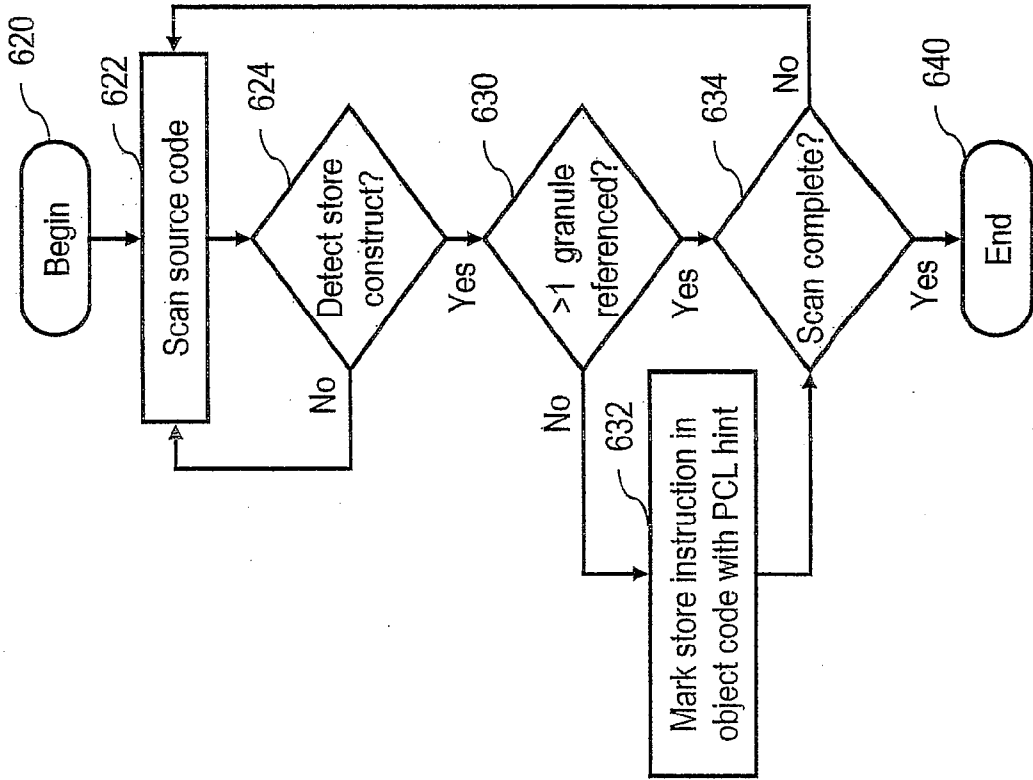 Begin
620
Scan source code
622
Detect store
construct?
624
No
Yes
>1 granule
referenced?
630
No
Yes
Mark store instruction in
object code with PCL hint
632
Scan complete?
634
No
Yes
End
640